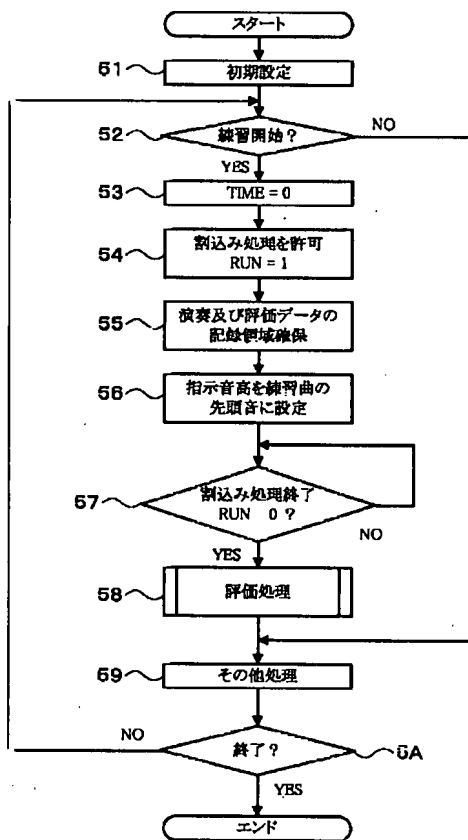 スタート
51
初期設定
52
練習開始？
NO
YES
53
TIME = 0
54
割込み処理を許可
RUN = 1
55
演奏及び評価データの
記録領域確保
56
指示音高を練習曲の
先頭音に設定
57
割込み処理終了
RUN 0 ?
NO
YES
58
評価処理
59
その他処理
NO
終了？
5A
YES
エンド